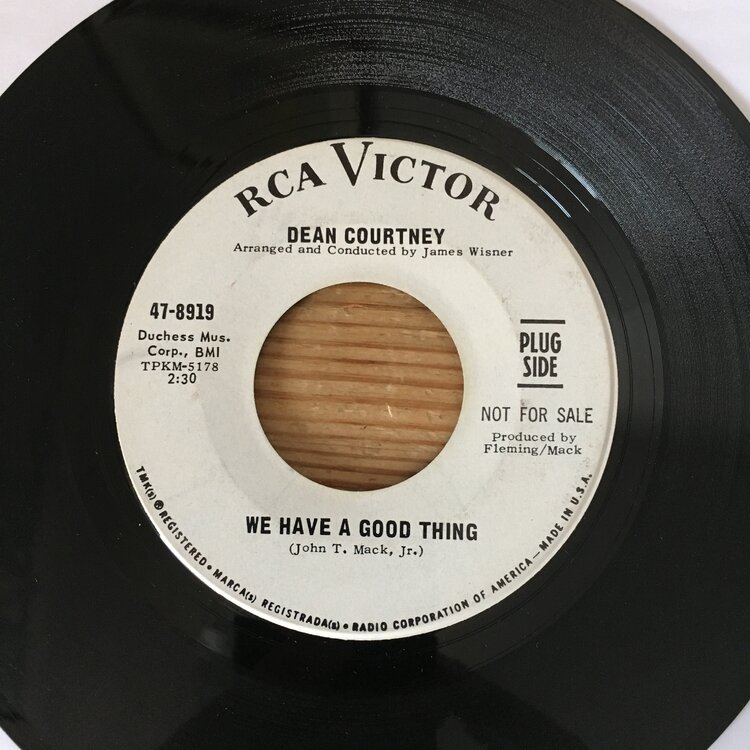 RCA VICTOR
DEAN COURTNEY
Arranged and Conducted by James Wisner
47-8919
Duchess Mus.
Corp., BMI
TPKM-5178
2:30
PLUG
SIDE
NOT FOR SALE
Produced by
Fleming/Mack
WE HAVE A GOOD THING
(John T. Mack, Jr.)
TMK(s) ® REGISTERED • MARCA(s) REGISTRADA(s) • RADIO CORPORATION OF AMERICA — MADE IN U.S.A.